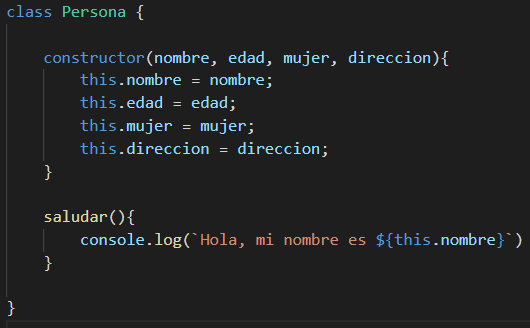 class Persona {
constructor(nombre, edad, mujer, direccion){
this.nombre = nombre;
this.edad = edad;
this.mujer = mujer;
this.direccion = direccion;
}
saludar(){
console.log(`Hola, mi nombre es ${this.nombre}`)
}
}